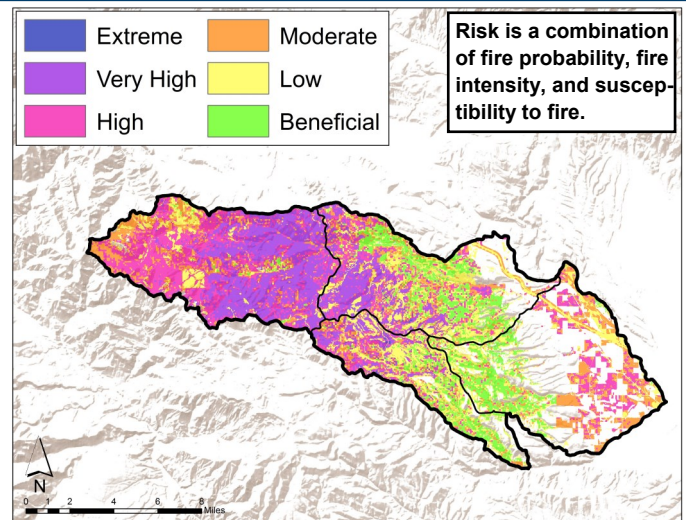 Extreme
Moderate
Very High
Low
High
Beneficial
Risk is a combination
of fire probability, fire
intensity, and suscep-
tibility to fire.
N
0 1 2 4 6 8
Miles